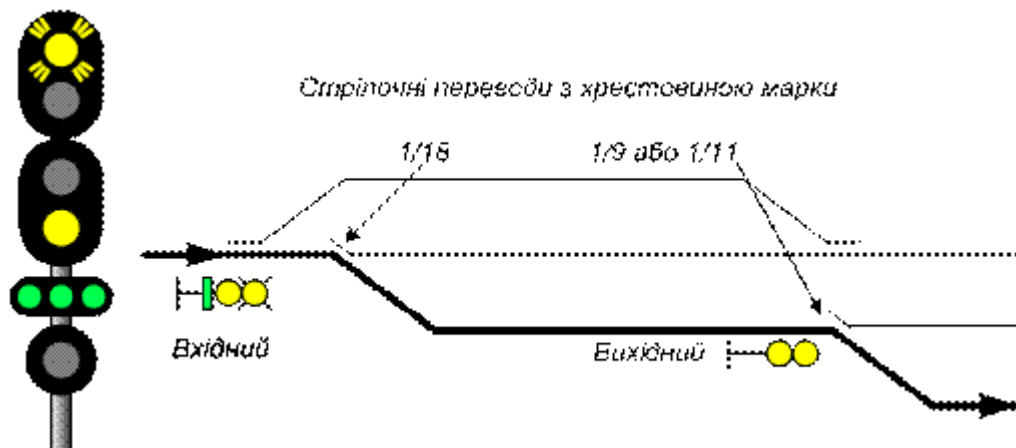 Стрілочні переводи з хрестовиною марки
1/18
1/9 або 1/11
Вхідний
Вихідний